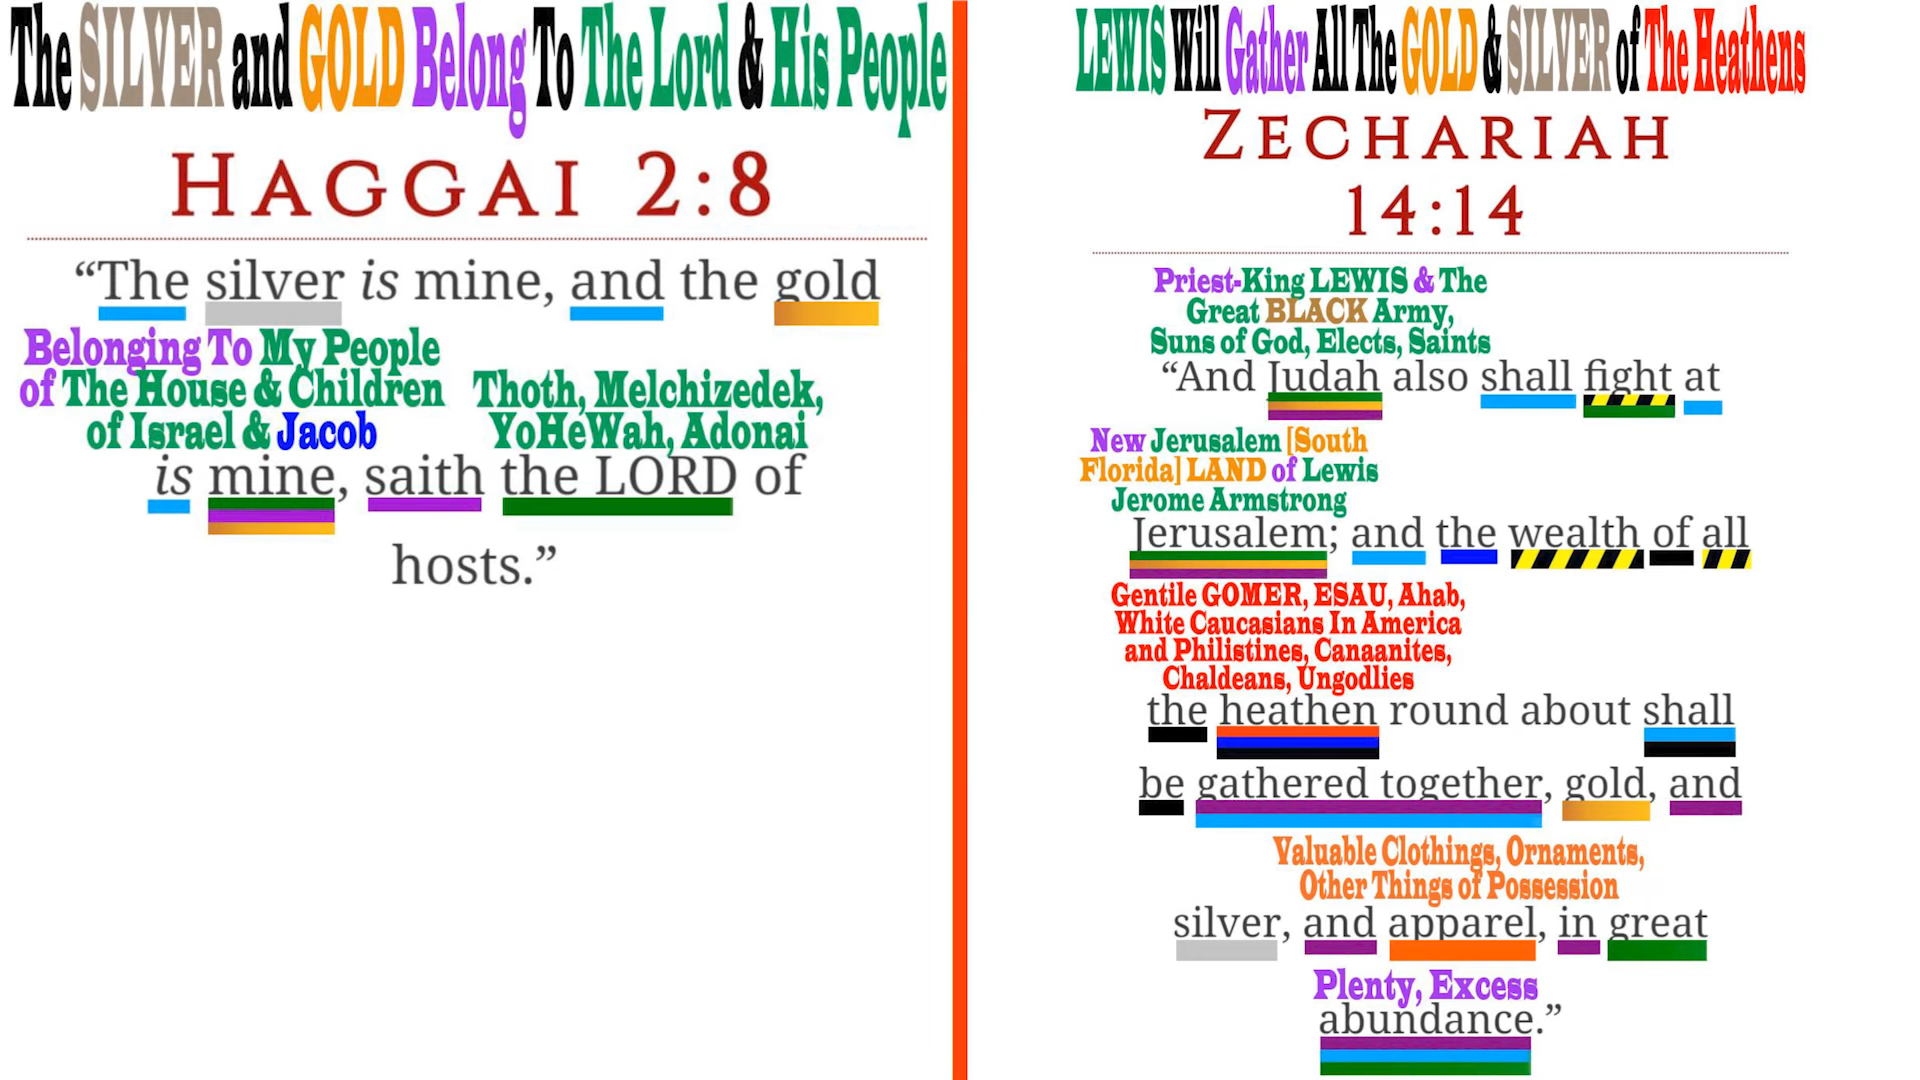 The SILVER and GOLD Belong To The Lord & His People
HAGGAI 2:8
“The silver is mine, and the gold
Belonging To My People
of The House & Children
of Israel & Jacob
Thoth, Melchizedek,
YoHeWah, Adonai
is mine, saith the LORD of
hosts.”
LEWIS Will Gather All The GOLD & SILVER of The Heathens
ZECHARIAH
14:14
Priest-King LEWIS & The
Great BLACK Army,
Suns of God, Elects, Saints
“And Judah also shall fight at
New Jerusalem [South
Florida] LAND of Lewis
Jerome Armstrong
Jerusalem; and the wealth of all
Gentile GOMER, ESAU, Ahab,
White Caucasians In America
and Philistines, Canaanites,
Chaldeans, Ungodlies
the heathen round about shall
be gathered together, gold, and
Valuable Clothings, Ornaments,
Other Things of Possession
silver, and apparel, in great
Plenty, Excess
abundance.”